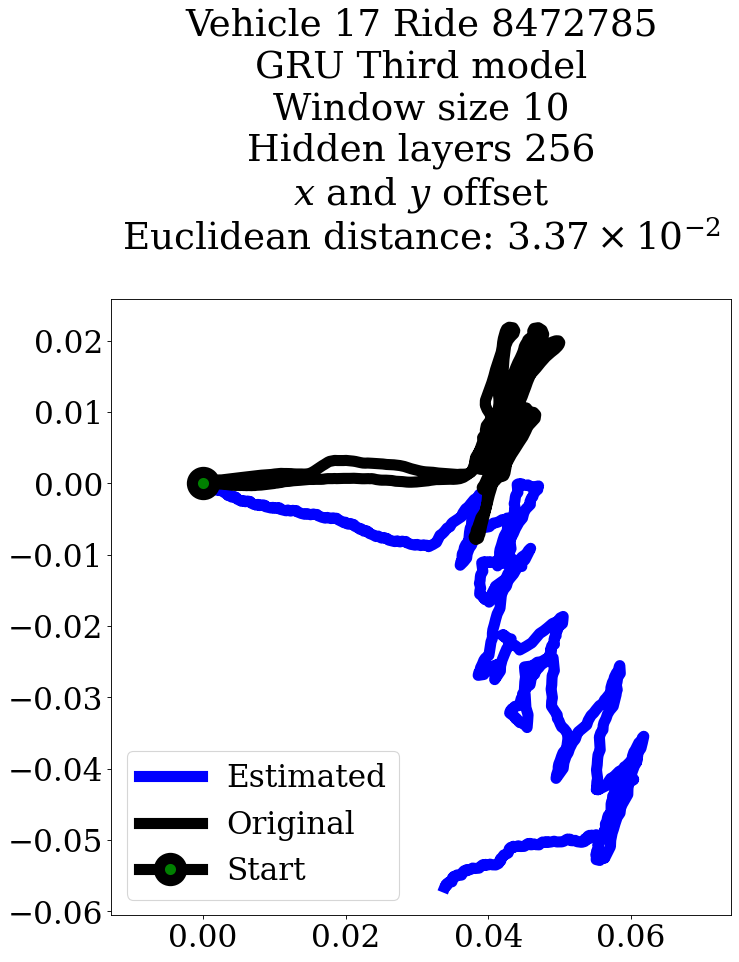 Vehicle 17 Ride 8472785
GRU Third model
Window size 10
Hidden layers 256
x and y offset
Euclidean distance: 3.37 × 10⁻²
0.02
0.01
0.00
−0.01
−0.02
−0.03
−0.04
−0.05
−0.06
Estimated
Original
Start
0.00 0.02 0.04 0.06